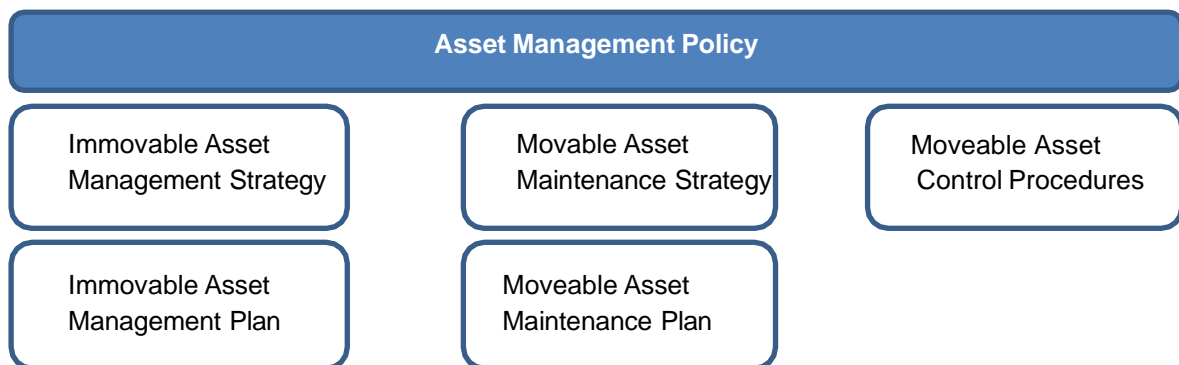 Asset Management Policy
Immovable Asset
Management Strategy
Movable Asset
Maintenance Strategy
Moveable Asset
Control Procedures
Immovable Asset
Management Plan
Moveable Asset
Maintenance Plan